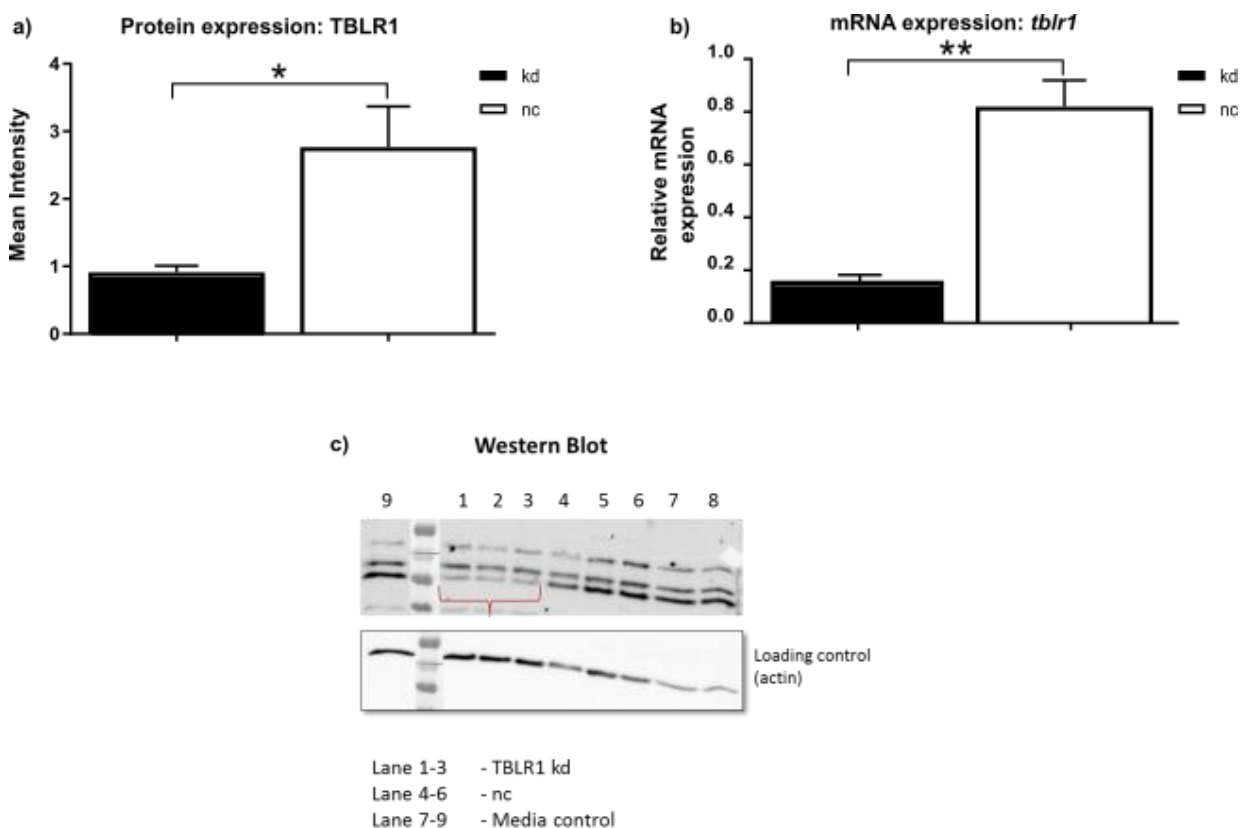 a) Protein expression: TBLR1
4
3
2
1
0
Mean Intensity
*
kd
nc
b) mRNA expression: tblr1
1.0
0.8
0.6
0.4
0.2
0.0
Relative mRNA
expression
**
kd
nc
c) Western Blot
9 1 2 3 4 5 6 7 8
Loading control
(actin)
Lane 1-3 - TBLR1 kd
Lane 4-6 - nc
Lane 7-9 - Media control